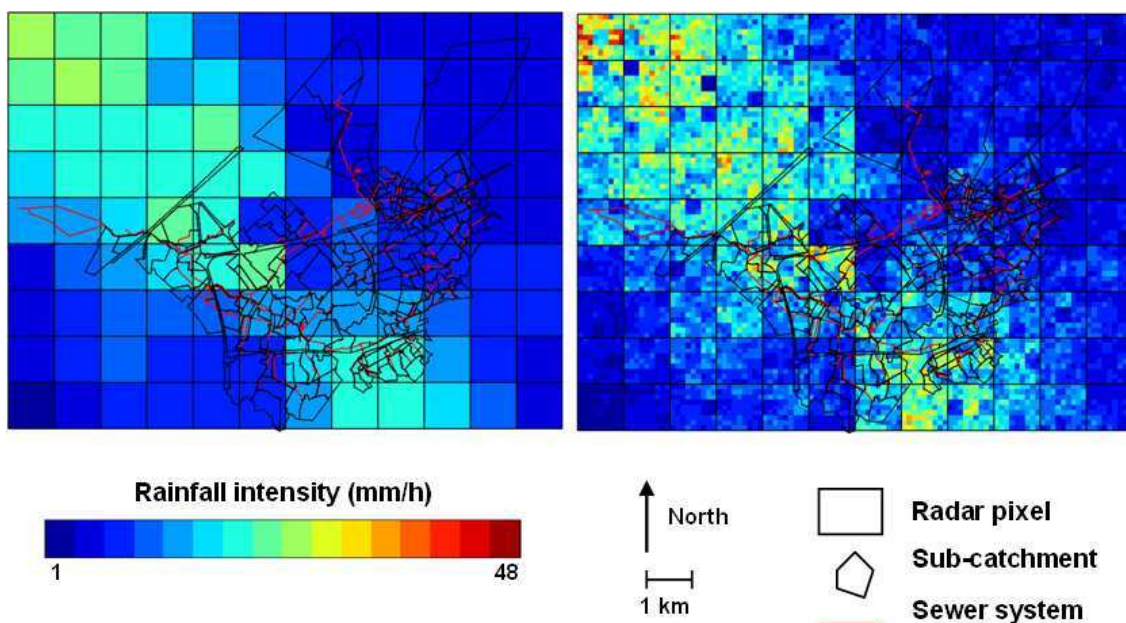 Rainfall intensity (mm/h)
1
48
North
1 km
Radar pixel
Sub-catchment
Sewer system